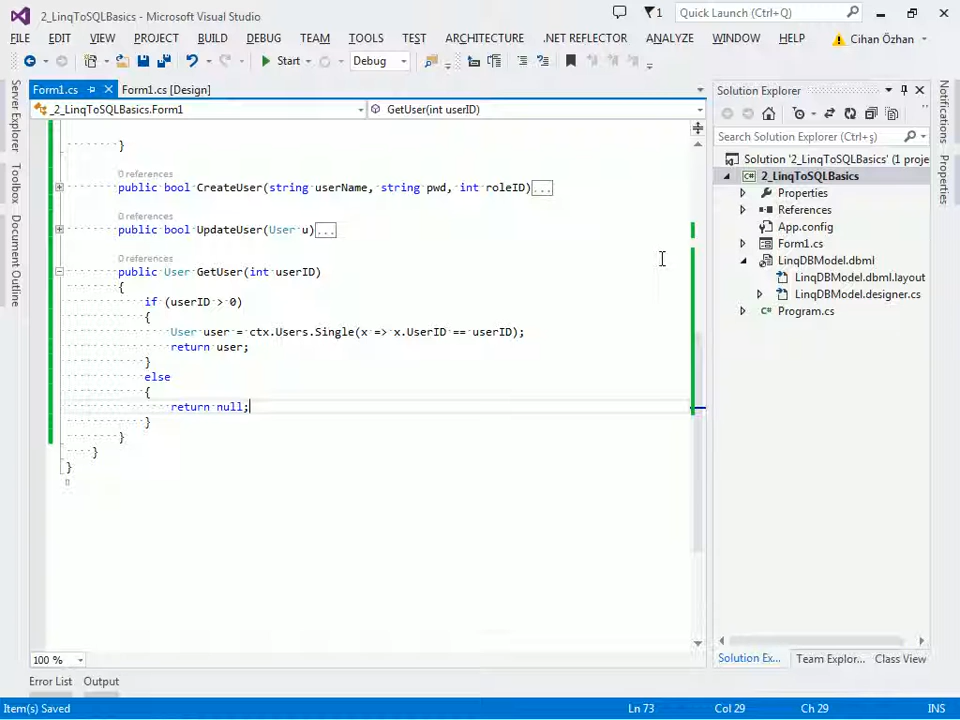 2_LinqToSQLBasics - Microsoft Visual Studio
1
Quick Launch (Ctrl+Q)
FILE EDIT VIEW PROJECT BUILD DEBUG TEAM TOOLS TEST ARCHITECTURE .NET REFLECTOR ANALYZE WINDOW HELP Cihan Özhan
Start Debug
Form1.cs Form1.cs [Design]
_2_LinqToSQLBasics.Form1 GetUser(int userID)
}
0 references
public bool CreateUser(string userName, string pwd, int roleID)...
0 references
public bool UpdateUser(User u)...
0 references
public User GetUser(int userID)
{
if (userID > 0)
{
User user = ctx.Users.Single(x => x.UserID == userID);
return user;
}
else
{
return null;
}
}
}
}
100 %
Server Explorer
Toolbox
Document Outline
Solution Explorer
Search Solution Explorer (Ctrl+ş)
Solution '2_LinqToSQLBasics' (1 proje
2_LinqToSQLBasics
Properties
References
App.config
Form1.cs
LinqDBModel.dbml
LinqDBModel.dbml.layout
LinqDBModel.designer.cs
Program.cs
Solution Ex... Team Explor... Class View
Notifications
Properties
Error List Output
Item(s) Saved Ln 73 Col 29 Ch 29 INS